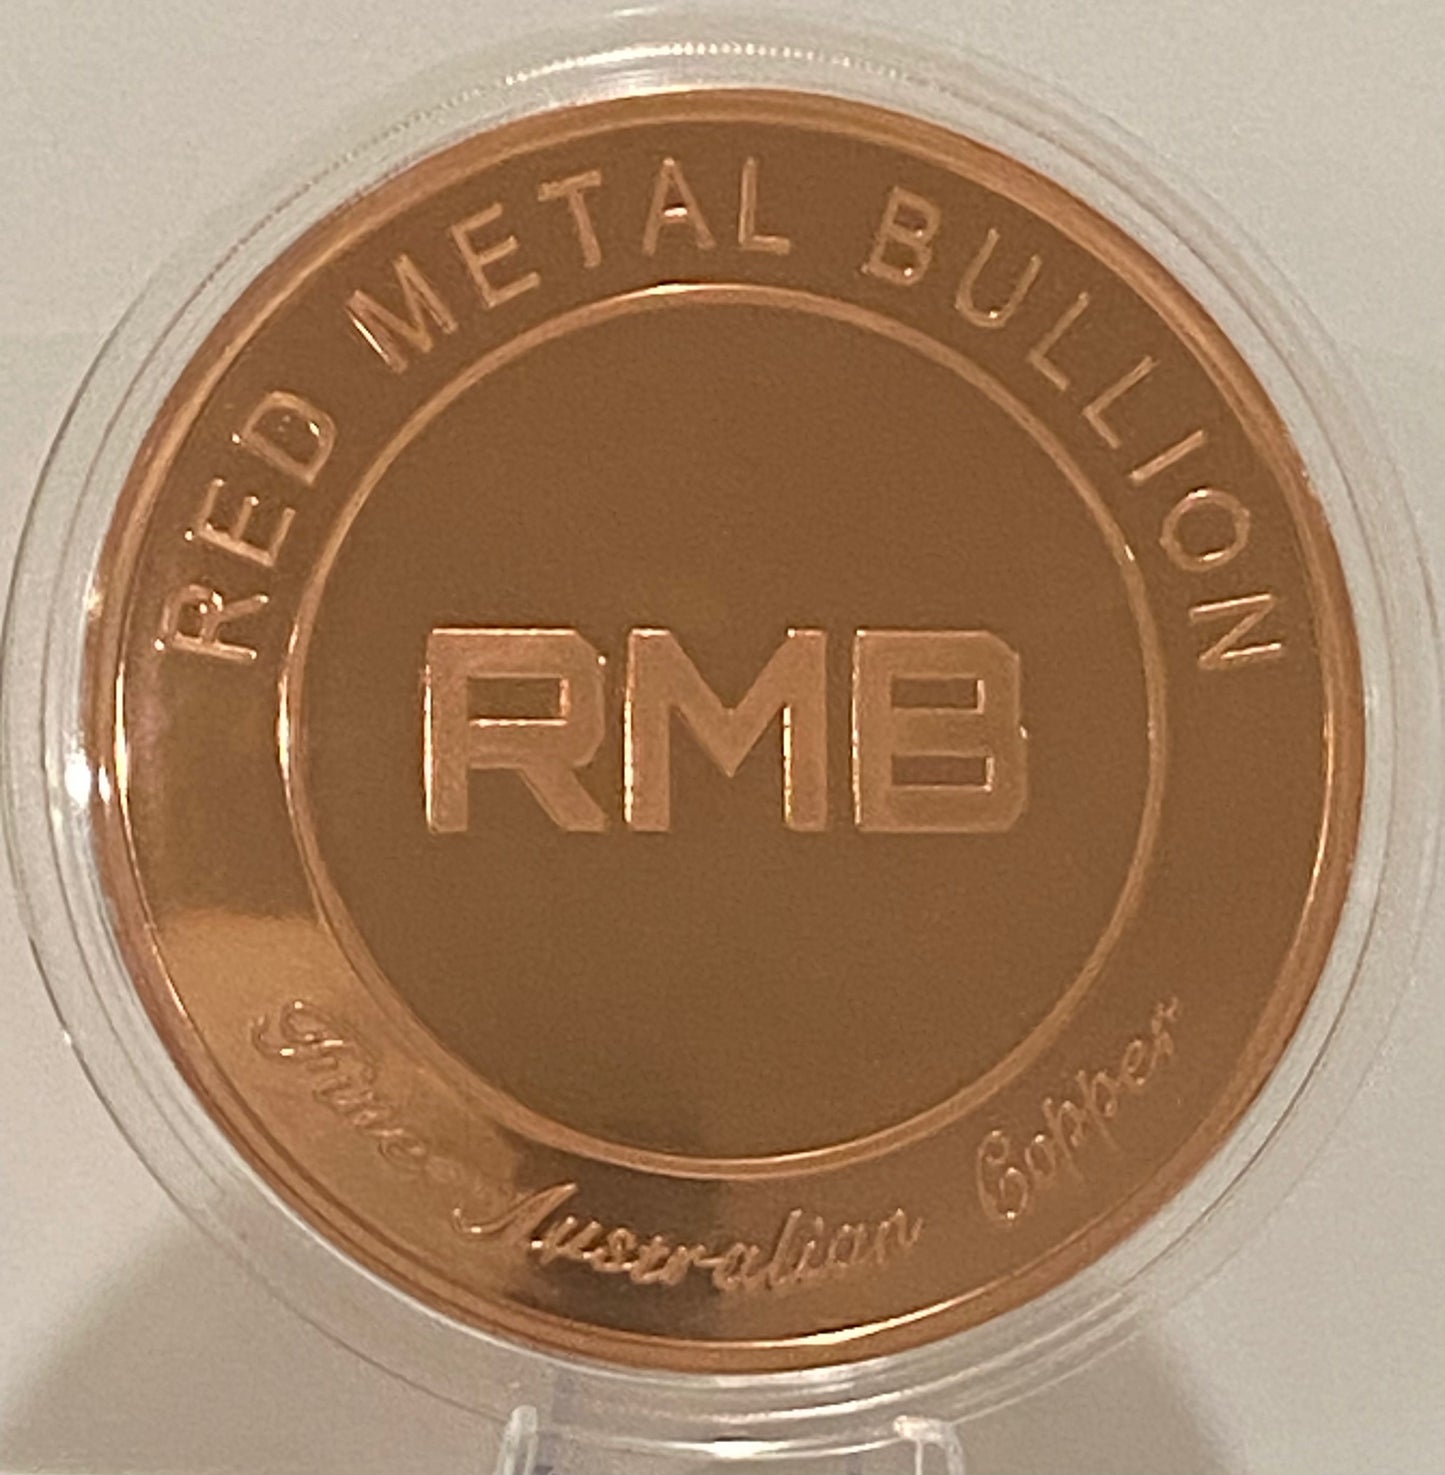 RED METAL BULLION
RMB
Fine Australian Copper